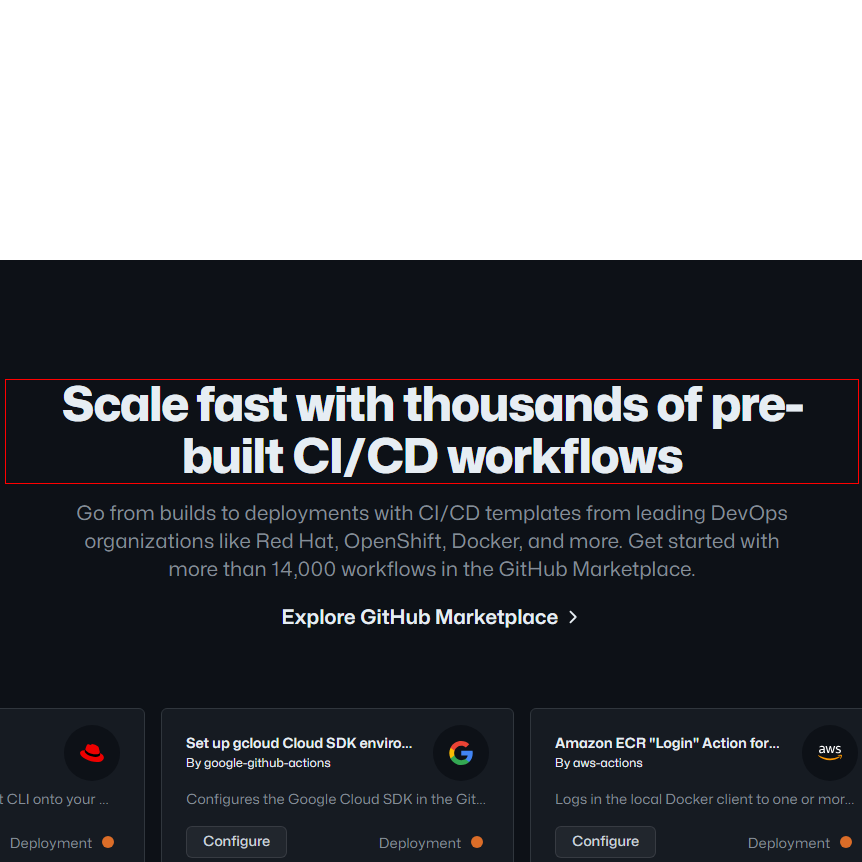 Scale fast with thousands of pre-
built CI/CD workflows
Go from builds to deployments with CI/CD templates from leading DevOps
organizations like Red Hat, OpenShift, Docker, and more. Get started with
more than 14,000 workflows in the GitHub Marketplace.
Explore GitHub Marketplace
t CLI onto your ...
Deployment
Set up gcloud Cloud SDK enviro...
By google-github-actions
Configures the Google Cloud SDK in the Git...
Configure
Deployment
Amazon ECR "Login" Action for...
By aws-actions
aws
Logs in the local Docker client to one or mor...
Configure
Deployment